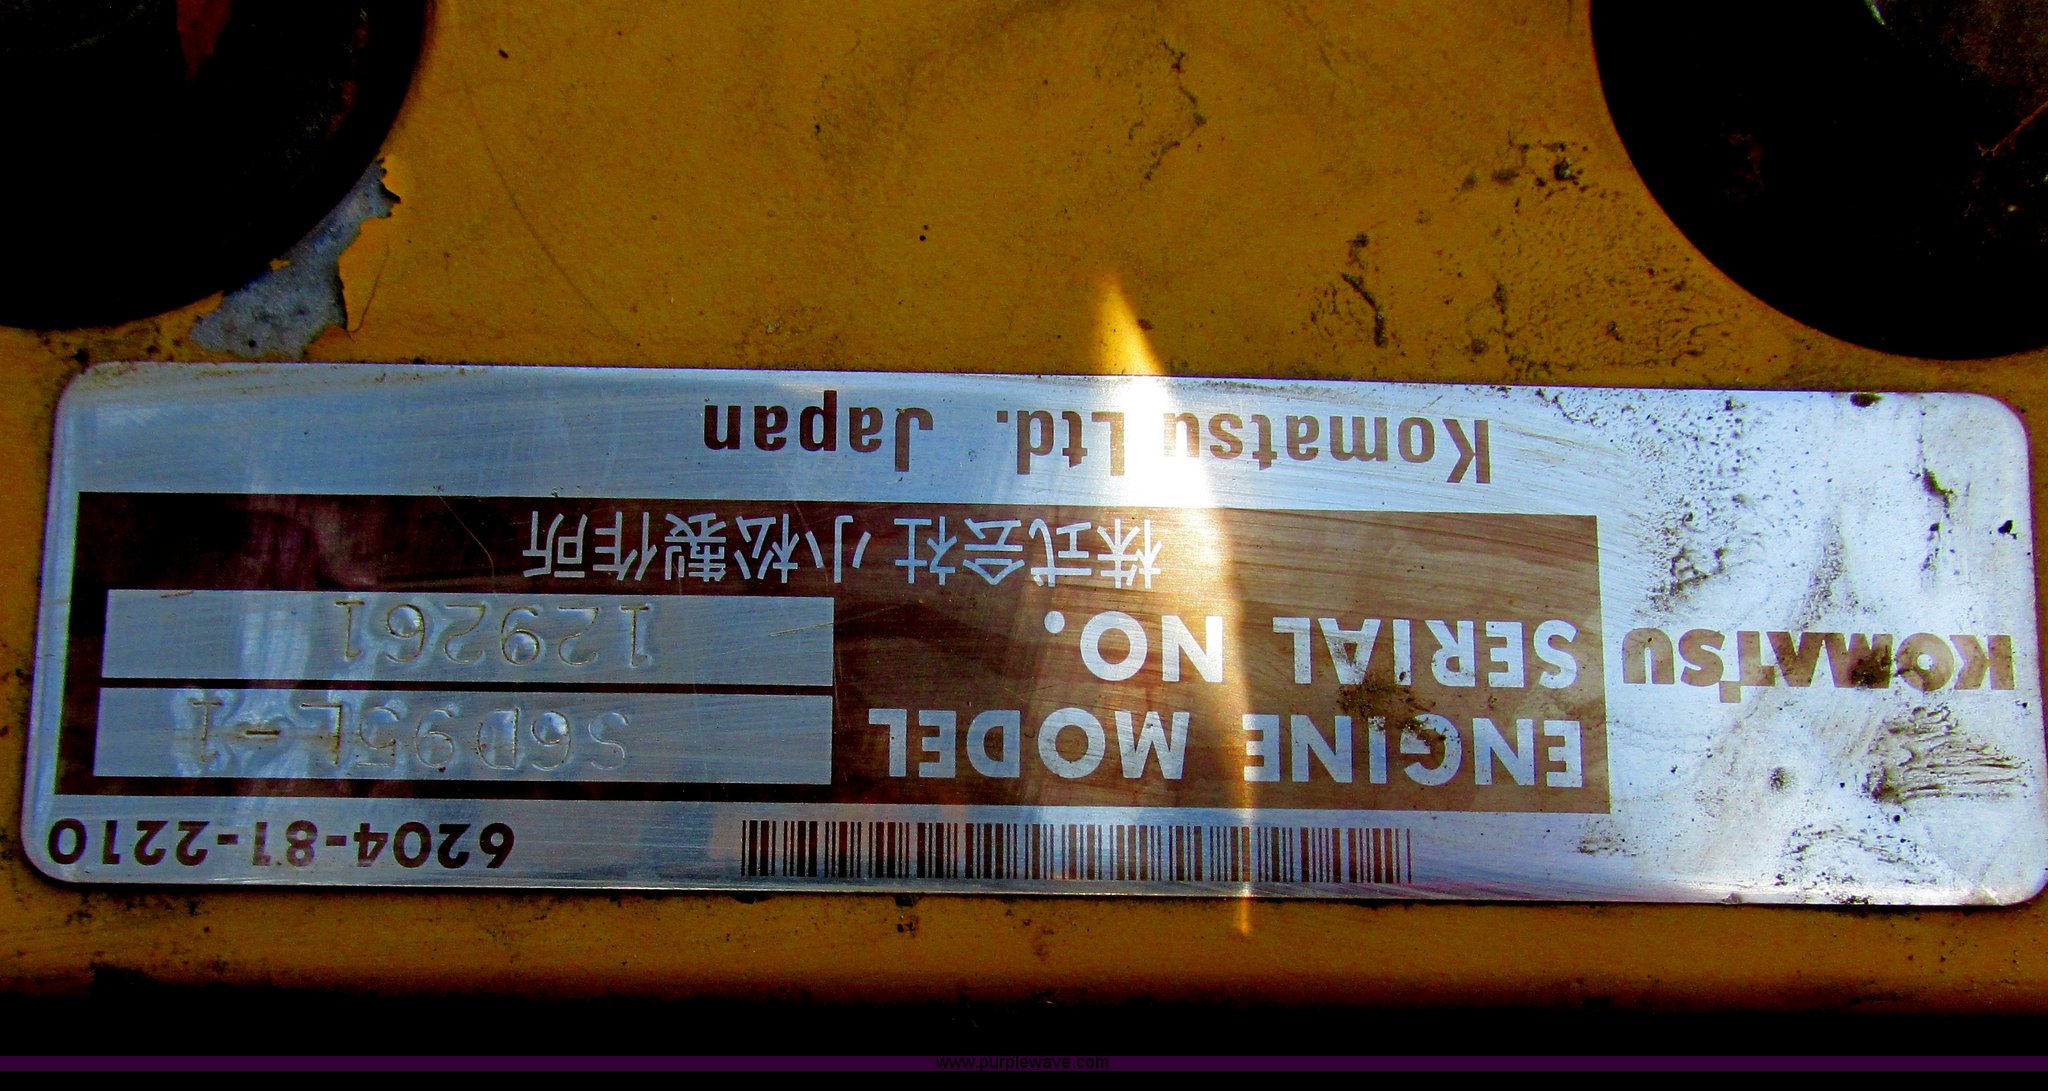 6204-81-2210
KOMATSU
ENGINE MODEL S6D95L-1
SERIAL NO. 129261
株式会社 小松製作所
Komatsu Ltd. Japan
www.purplewave.com